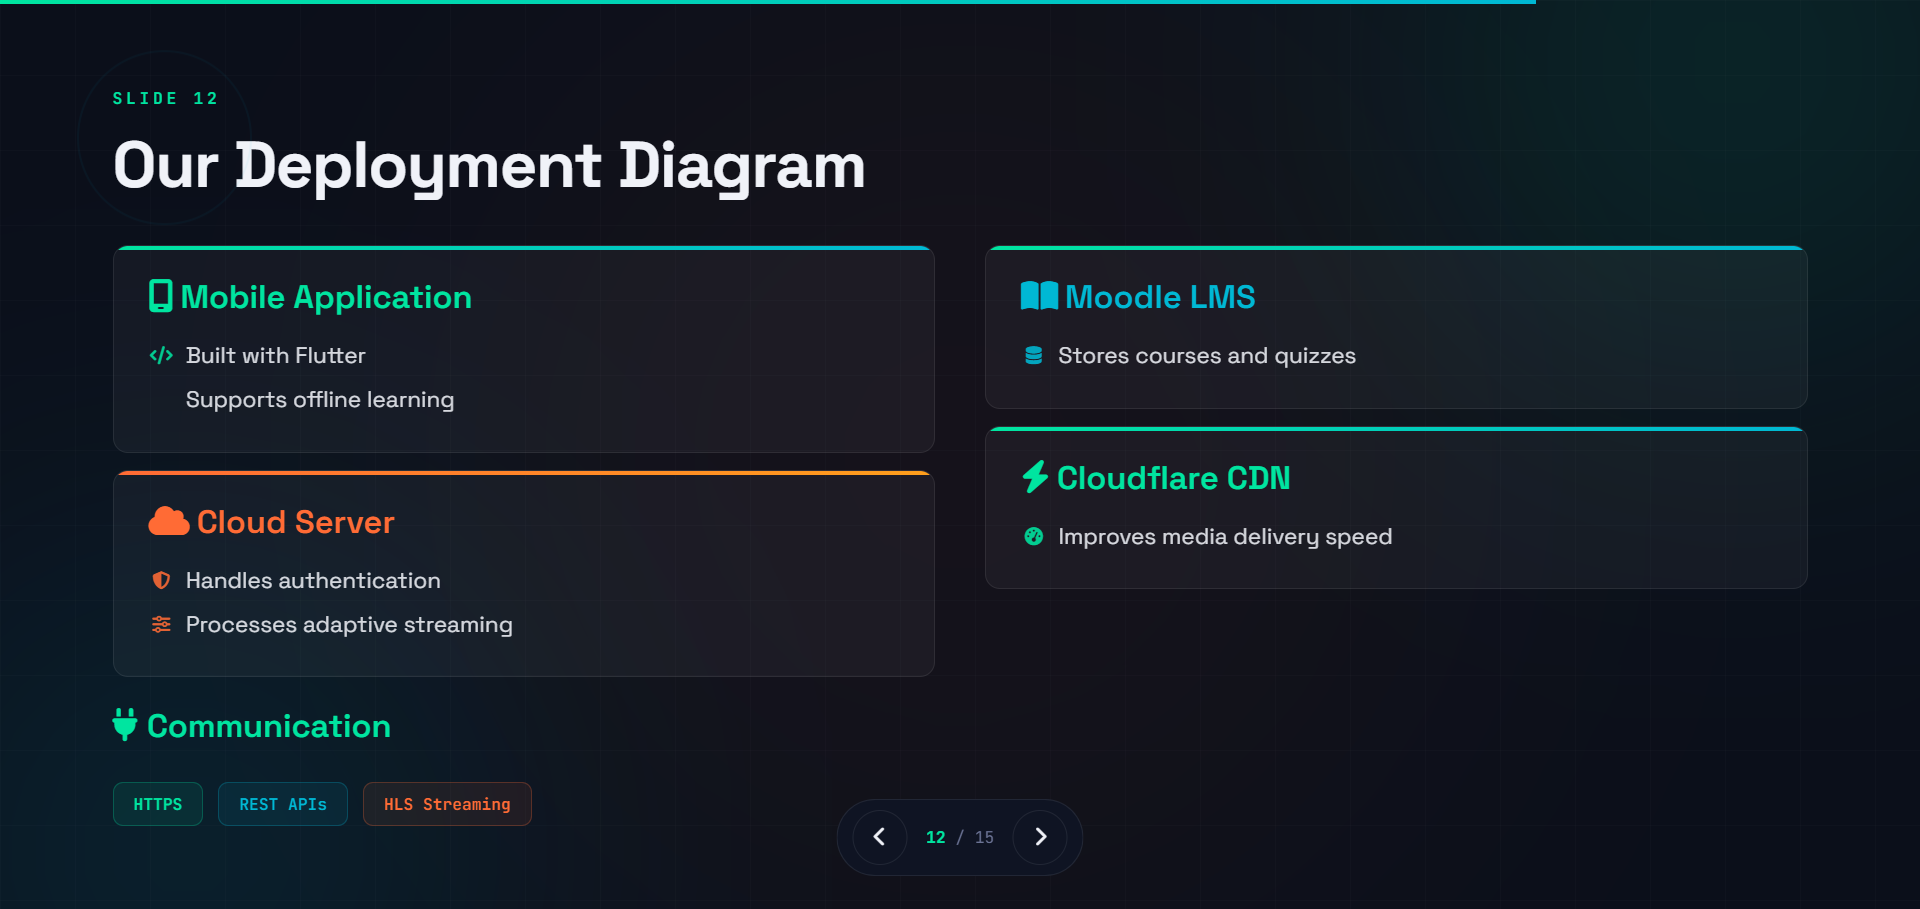 SLIDE 12
Our Deployment Diagram
Mobile Application
Built with Flutter
Supports offline learning
Cloud Server
Handles authentication
Processes adaptive streaming
Moodle LMS
Stores courses and quizzes
Cloudflare CDN
Improves media delivery speed
Communication
HTTPS
REST APIs
HLS Streaming
12 / 15